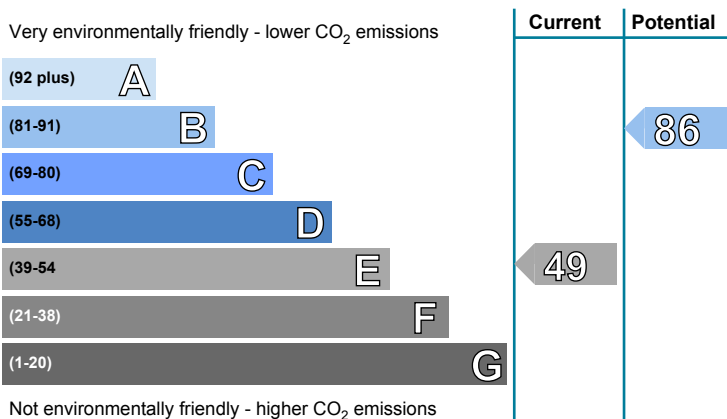 Current Potential
Very environmentally friendly - lower CO2 emissions
(92 plus) A
(81-91) B
86
(69-80) C
(55-68) D
(39-54 E
49
(21-38) F
(1-20) G
Not environmentally friendly - higher CO2 emissions